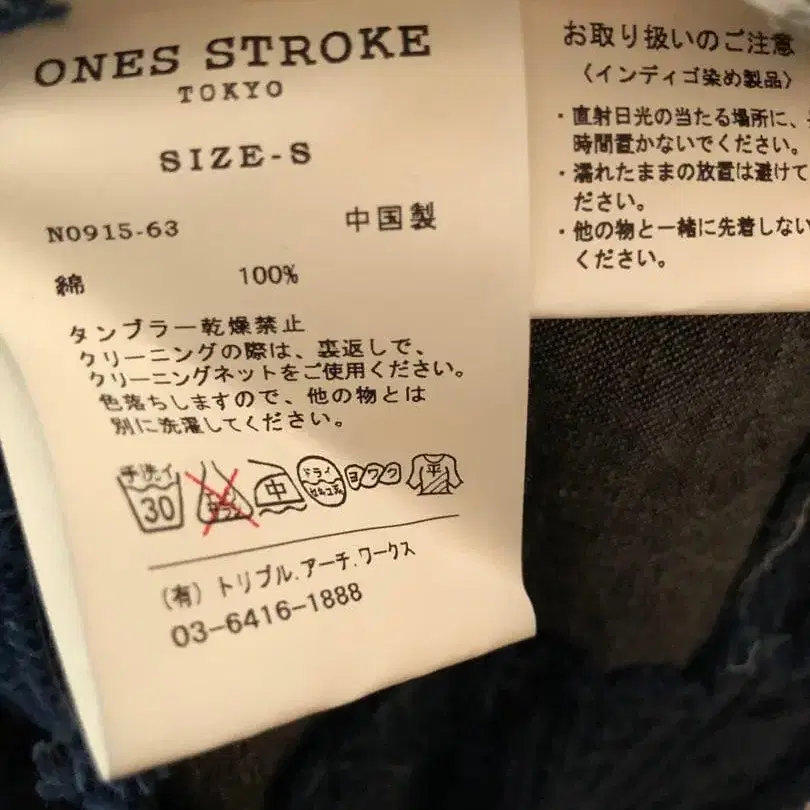 ONES STROKE
TOKYO
SIZE-S
N0915-63 中国製
綿 100%
タンブラー乾燥禁止
クリーニングの際は、裏返しで、
クリーニングネットをご使用ください。
色落ちしますので、他の物とは
別に洗濯してください。
手洗イ 30 中 ドライ セキユ系 ヨワク 平
(有)トリプル.アーチ.ワークス
03-6416-1888
お取り扱いのご注意
〈インディゴ染め製品〉
・直射日光の当たる場所に、
時間置かないでください。
・濡れたままの放置は避けて
ださい。
・他の物と一緒に先着しない
ください。